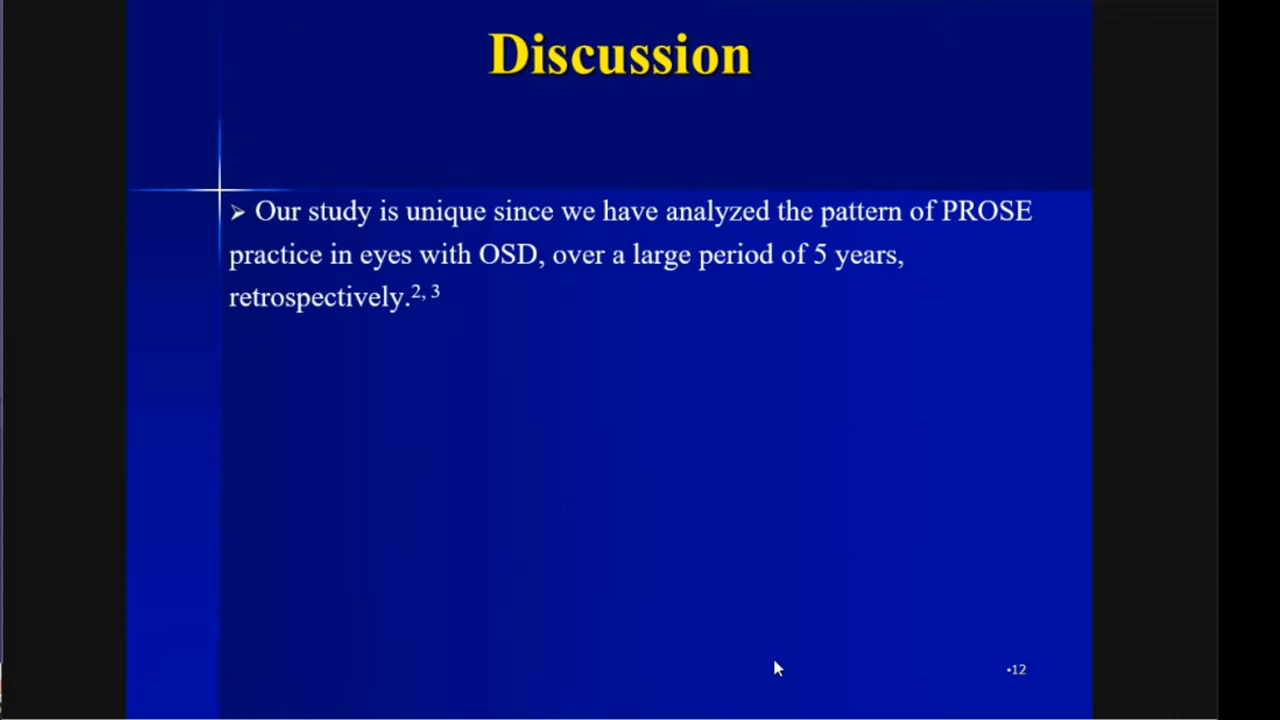 Discussion
➢ Our study is unique since we have analyzed the pattern of PROSE
practice in eyes with OSD, over a large period of 5 years,
retrospectively.2, 3
•12